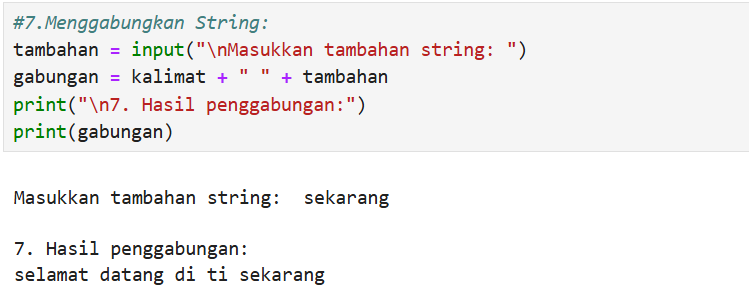 #7.Menggabungkan String:
tambahan = input("\nMasukkan tambahan string: ")
gabungan = kalimat + " " + tambahan
print("\n7. Hasil penggabungan:")
print(gabungan)
Masukkan tambahan string:  sekarang
7. Hasil penggabungan:
selamat datang di ti sekarang